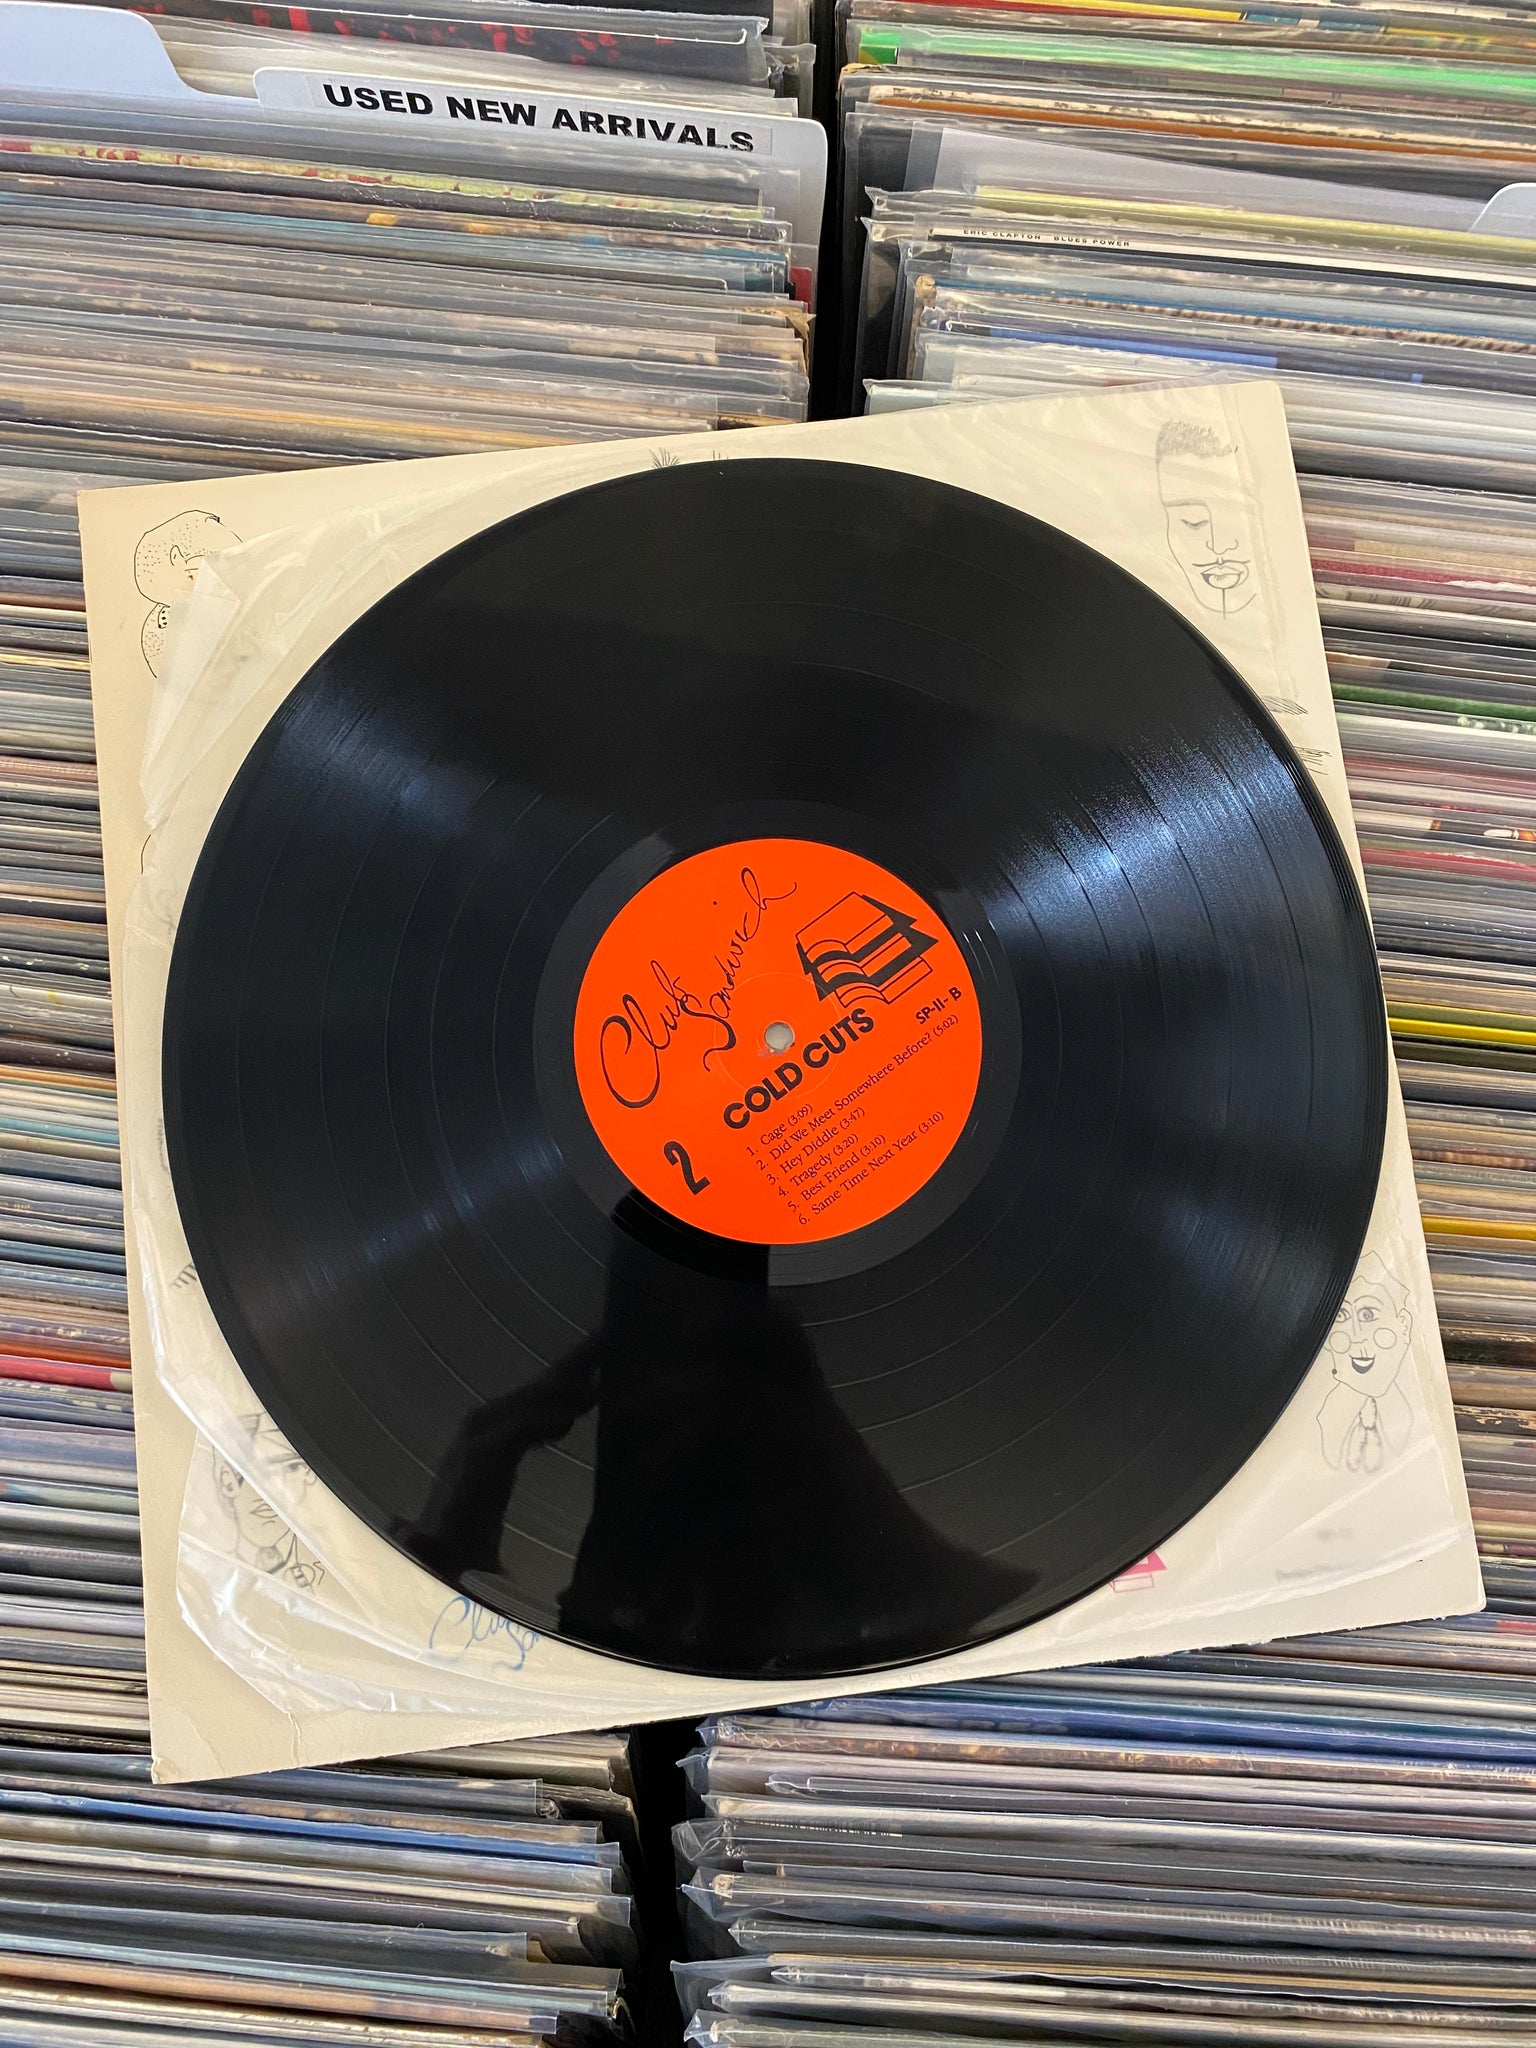 USED NEW ARRIVALS
ERIC CLAPTON BLUES POWER
Club
Sandwich
SP-11-B
COLD CUTS
2
1. Cage (3:09)
2. Did We Meet Somewhere Before? (5:02)
3. Hey Diddle (3:47)
4. Tragedy (3:20)
5. Best Friend (3:10)
6. Same Time Next Year (3:10)
Club